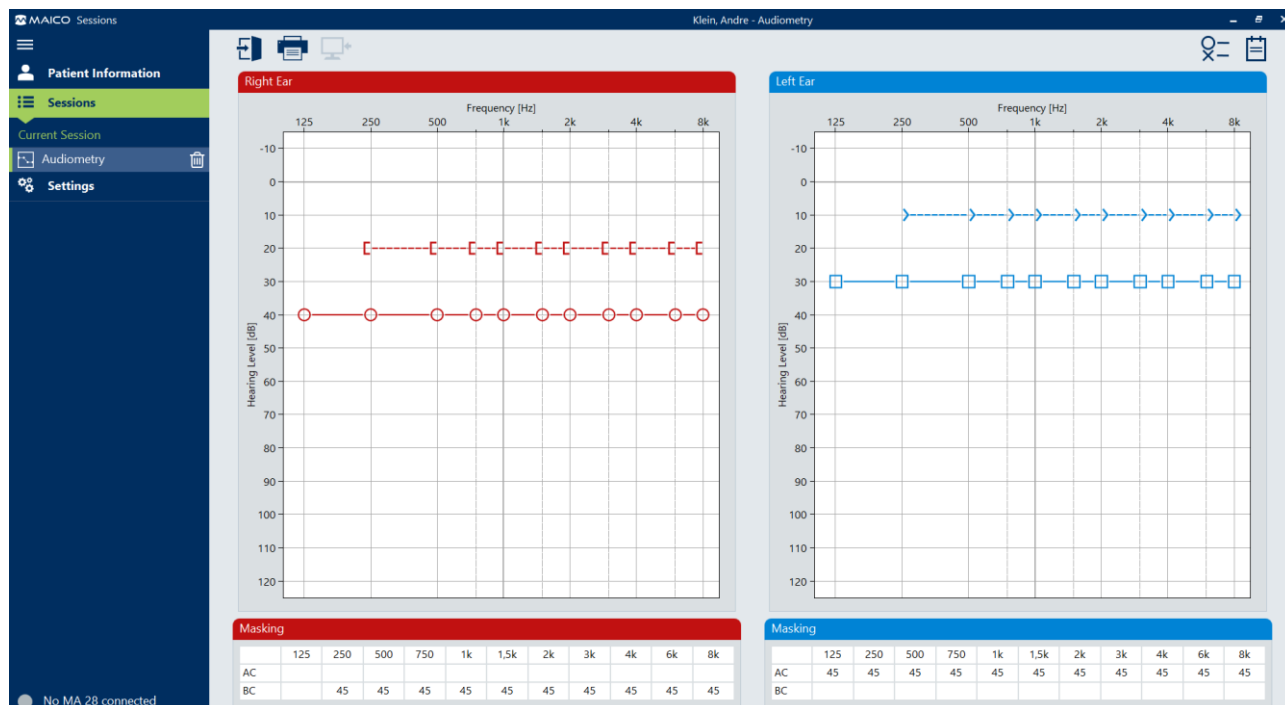 MAICO Sessions
Klein, Andre - Audiometry
Patient Information
Sessions
Current Session
Audiometry
Settings
No MA 28 connected
Right Ear
Frequency [Hz]
125 250 500 1k 2k 4k 8k
Hearing Level [dB]
-10
0
10
20
30
40
50
60
70
80
90
100
110
120
Masking
125 250 500 750 1k 1,5k 2k 3k 4k 6k 8k
AC
BC 45 45 45 45 45 45 45 45 45 45
Left Ear
Frequency [Hz]
125 250 500 1k 2k 4k 8k
Hearing Level [dB]
-10
0
10
20
30
40
50
60
70
80
90
100
110
120
Masking
125 250 500 750 1k 1,5k 2k 3k 4k 6k 8k
AC 45 45 45 45 45 45 45 45 45 45 45
BC